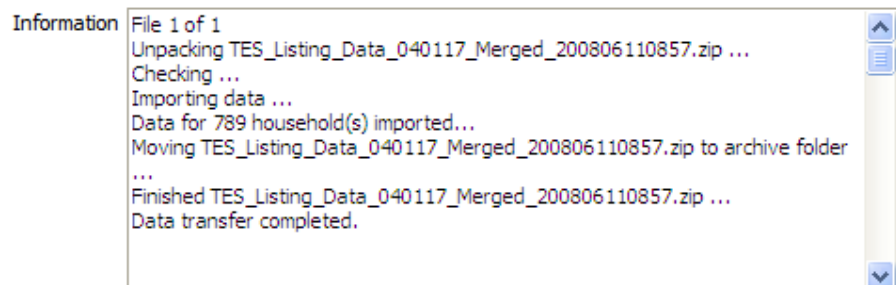 Information
File 1 of 1
Unpacking TES_Listing_Data_040117_Merged_200806110857.zip ...
Checking ...
Importing data ...
Data for 789 household(s) imported...
Moving TES_Listing_Data_040117_Merged_200806110857.zip to archive folder
...
Finished TES_Listing_Data_040117_Merged_200806110857.zip ...
Data transfer completed.